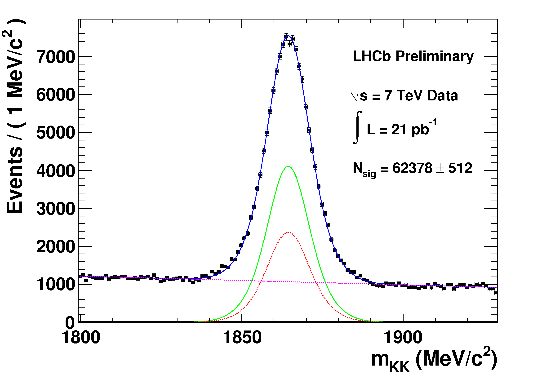 Events / ( 1 MeV/c² )
7000
6000
5000
4000
3000
2000
1000
0
LHCb Preliminary
√s = 7 TeV Data
∫ L = 21 pb⁻¹
N_sig = 62378 ± 512
1800 1850 1900
m_KK (MeV/c²)